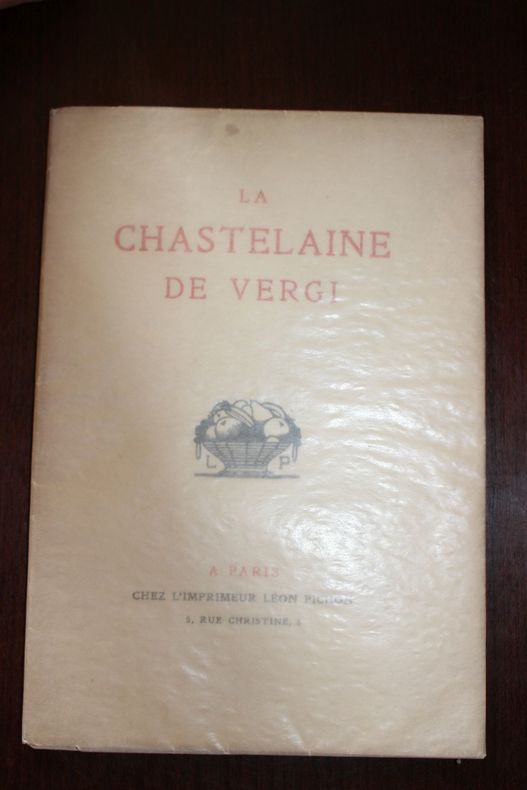 LA
CHASTELAINE
DE VERGI
L P
A PARIS
CHEZ L'IMPRIMEUR LÉON PICHON
5, RUE CHRISTINE, 5